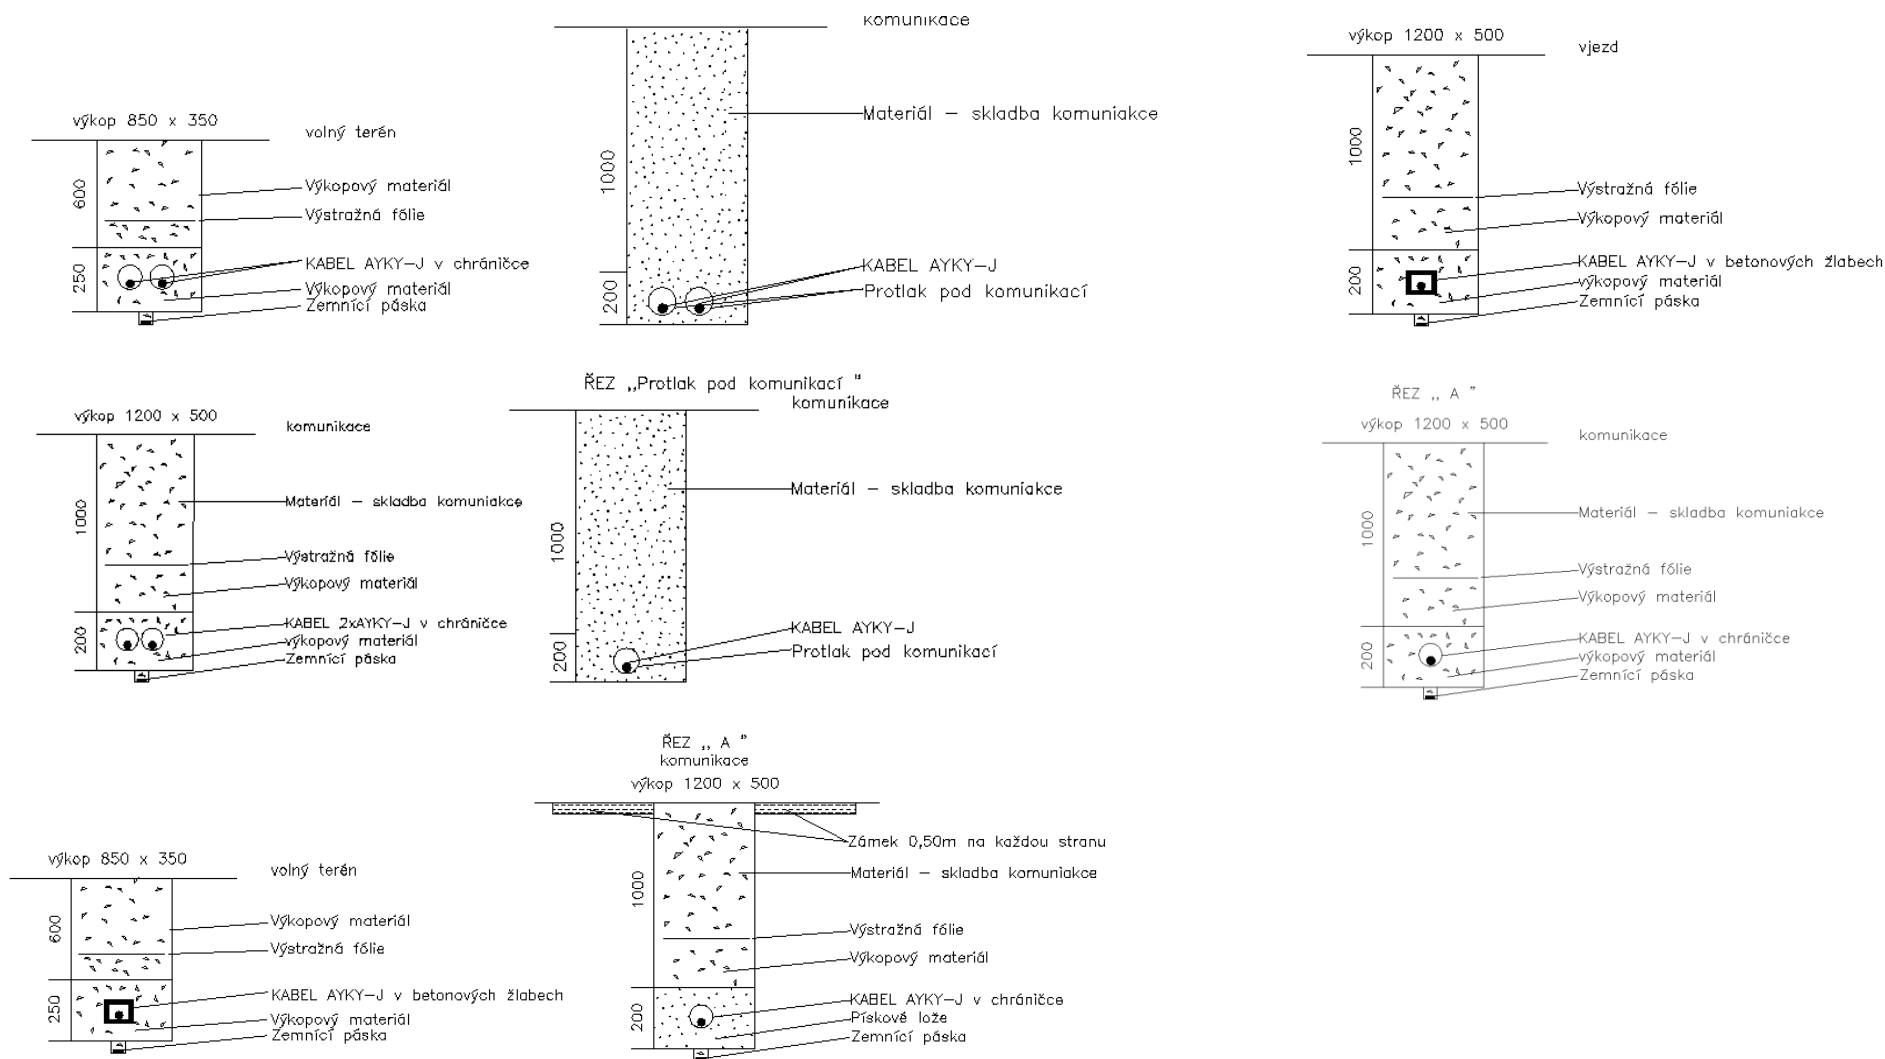 výkop 850 x 350
volný terén
600
Výkopový materiál
Výstražná fólie
250
KABEL AYKY-J v chráničce
Výkopový materiál
Zemnící páska
komunikace
Materiál - skladba komuniakce
1000
200
KABEL AYKY-J
Protlak pod komunikací
výkop 1200 x 500
vjezd
1000
Výstražná fólie
Výkopový materiál
200
KABEL AYKY-J v betonových žlabech
výkopový materiál
Zemnící páska
výkop 1200 x 500
komunikace
1000
Materiál - skladba komuniakce
Výstražná fólie
Výkopový materiál
200
KABEL 2xAYKY-J v chráničce
výkopový materiál
Zemnící páska
ŘEZ ,,Protlak pod komunikací "
komunikace
Materiál - skladba komuniakce
1000
200
KABEL AYKY-J
Protlak pod komunikací
ŘEZ ,, A "
výkop 1200 x 500
komunikace
1000
Materiál - skladba komuniakce
Výstražná fólie
Výkopový materiál
200
KABEL AYKY-J v chráničce
výkopový materiál
Zemnící páska
výkop 850 x 350
volný terén
600
Výkopový materiál
Výstražná fólie
250
KABEL AYKY-J v betonových žlabech
Výkopový materiál
Zemnící páska
ŘEZ ,, A "
komunikace
výkop 1200 x 500
Zámek 0,50m na každou stranu
1000
Materiál - skladba komuniakce
Výstražná fólie
Výkopový materiál
200
KABEL AYKY-J v chráničce
Pískové lože
Zemnící páska